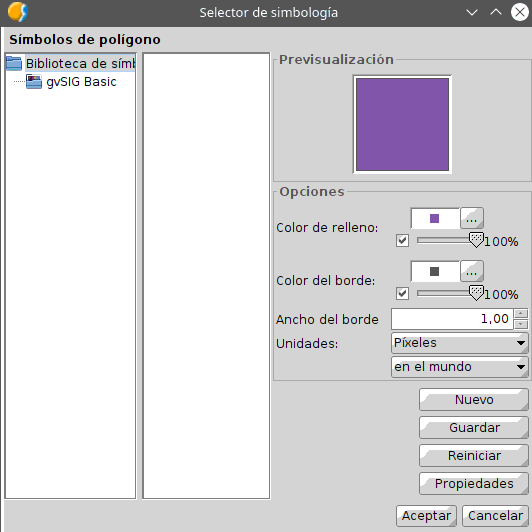 Selector de simbología
Símbolos de polígono
Biblioteca de símb
gvSIG Basic
Previsualización
Opciones
Color de relleno:
...
100%
Color del borde:
...
100%
Ancho del borde
1,00
Unidades:
Píxeles
en el mundo
Nuevo
Guardar
Reiniciar
Propiedades
Aceptar
Cancelar